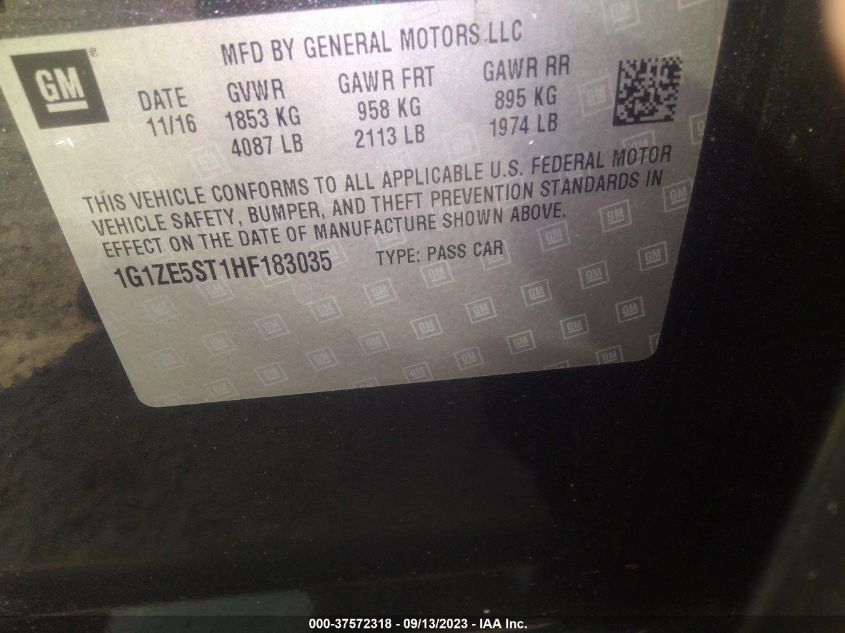 MFD BY GENERAL MOTORS LLC
GM ®
DATE GVWR GAWR FRT GAWR RR
11/16 1853 KG 958 KG 895 KG
4087 LB 2113 LB 1974 LB
THIS VEHICLE CONFORMS TO ALL APPLICABLE U.S. FEDERAL MOTOR
VEHICLE SAFETY, BUMPER, AND THEFT PREVENTION STANDARDS IN
EFFECT ON THE DATE OF MANUFACTURE SHOWN ABOVE.
1G1ZE5ST1HF183035 TYPE: PASS CAR
000-37572318 - 09/13/2023 - IAA Inc.